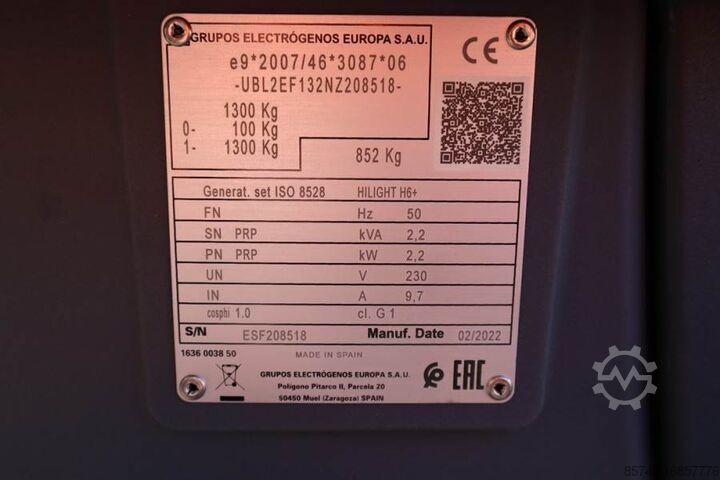 GRUPOS ELECTRÓGENOS EUROPA S.A.U.
CE
e9*2007/46*3087*06
-UBL2EF132NZ208518-
1300 Kg
0- 100 Kg
1- 1300 Kg
852 Kg
Generat. set ISO 8528 HILIGHT H6+
FN Hz 50
SN PRP kVA 2,2
PN PRP kW 2,2
UN V 230
IN A 9,7
cosphi 1.0 cl. G 1
S/N ESF208518 Manuf. Date 02/2022
1636 0038 50 MADE IN SPAIN
GRUPOS ELECTRÓGENOS EUROPA S.A.U.
Polígono Pitarco II, Parcela 20
50450 Muel (Zaragoza) SPAIN
EAC